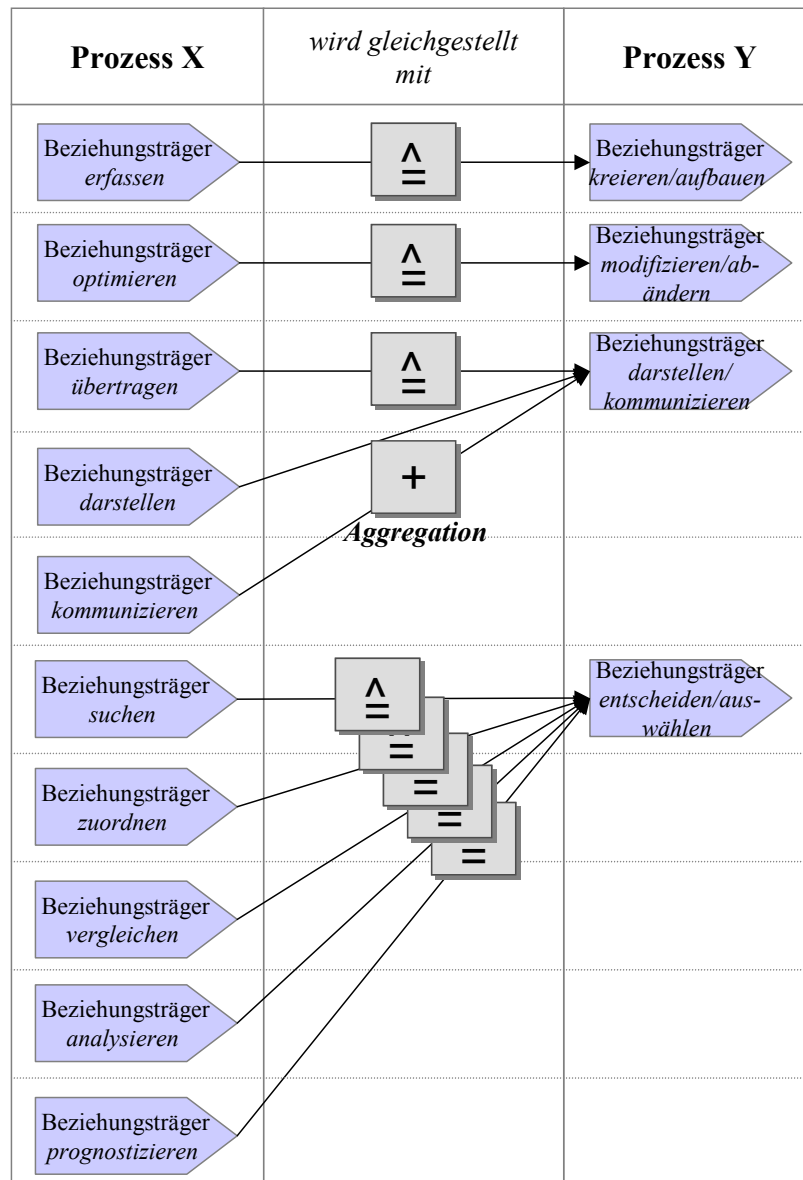 Prozess X
wird gleichgestellt
mit
Prozess Y
Beziehungsträger
erfassen
≙
Beziehungsträger
kreieren/aufbauen
Beziehungsträger
optimieren
≙
Beziehungsträger
modifizieren/ab-
ändern
Beziehungsträger
übertragen
≙
Beziehungsträger
darstellen/
kommunizieren
Beziehungsträger
darstellen
+
Aggregation
Beziehungsträger
kommunizieren
Beziehungsträger
suchen
≙
Beziehungsträger
entscheiden/aus-
wählen
=
=
Beziehungsträger
zuordnen
=
=
Beziehungsträger
vergleichen
Beziehungsträger
analysieren
Beziehungsträger
prognostizieren